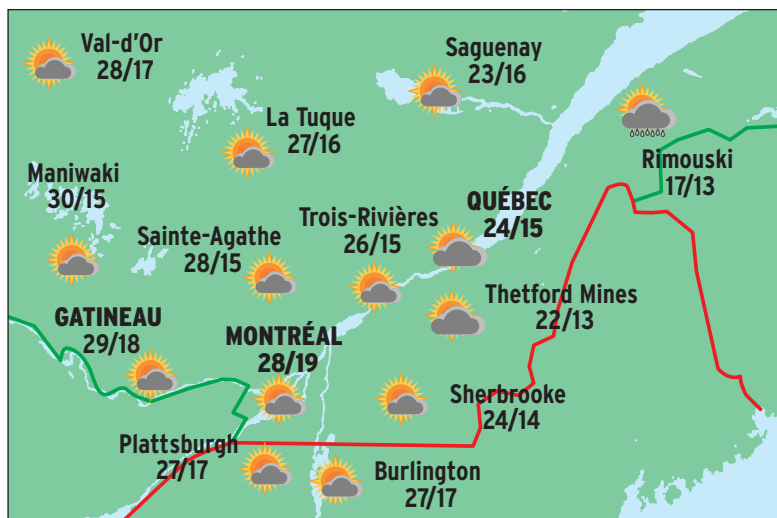 Val-d'Or
28/17
Saguenay
23/16
La Tuque
27/16
Rimouski
17/13
Maniwaki
30/15
QUÉBEC
24/15
Trois-Rivières
26/15
Sainte-Agathe
28/15
Thetford Mines
22/13
GATINEAU
29/18
MONTRÉAL
28/19
Sherbrooke
24/14
Plattsburgh
27/17
Burlington
27/17